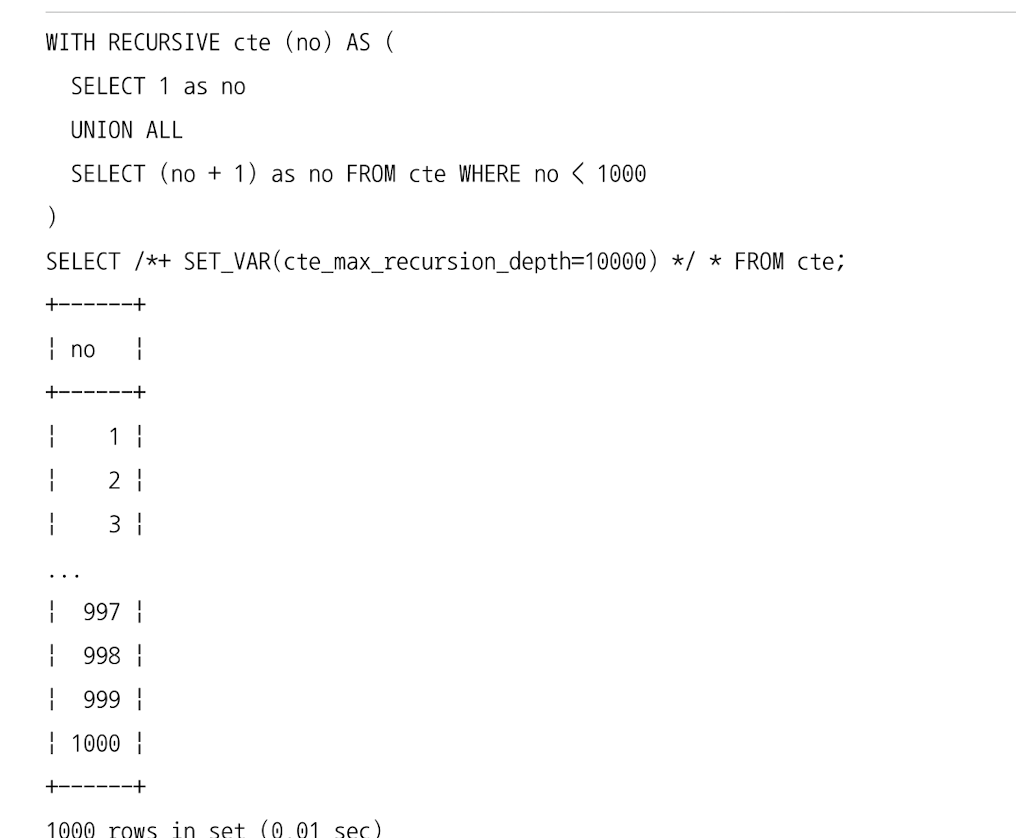 WITH RECURSIVE cte (no) AS (
  SELECT 1 as no
  UNION ALL
  SELECT (no + 1) as no FROM cte WHERE no < 1000
)
SELECT /*+ SET_VAR(cte_max_recursion_depth=10000) */ * FROM cte;
+------+
¦ no   ¦
+------+
¦    1 ¦
¦    2 ¦
¦    3 ¦
...
¦  997 ¦
¦  998 ¦
¦  999 ¦
¦ 1000 ¦
+------+
1000 rows in set (0.01 sec)